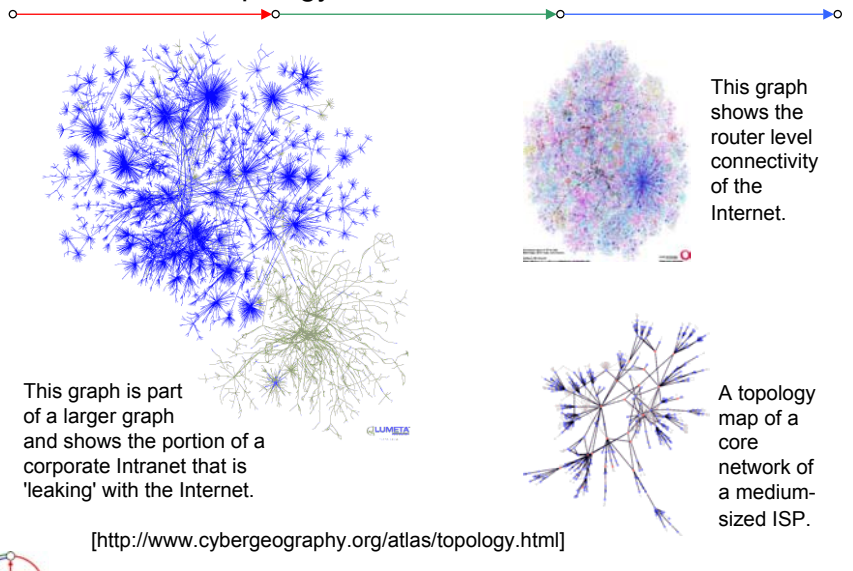 This graph
shows the
router level
connectivity
of the
Internet.
This graph is part
of a larger graph
and shows the portion of a
corporate Intranet that is
'leaking' with the Internet.
LUMETA
A topology
map of a
core
network of
a medium-
sized ISP.
[http://www.cybergeography.org/atlas/topology.html]